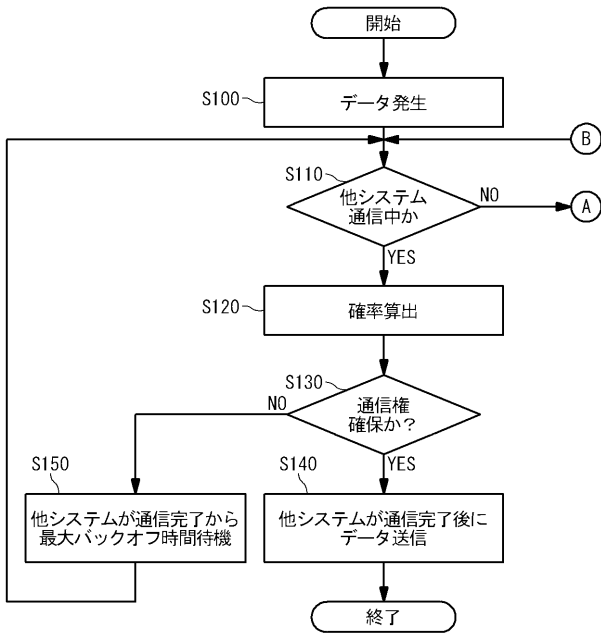 開始
S100
データ発生
B
S110
他システム
通信中か
NO
A
YES
S120
確率算出
S130
通信権
確保か？
NO
YES
S150
他システムが通信完了から
最大バックオフ時間待機
S140
他システムが通信完了後に
データ送信
終了